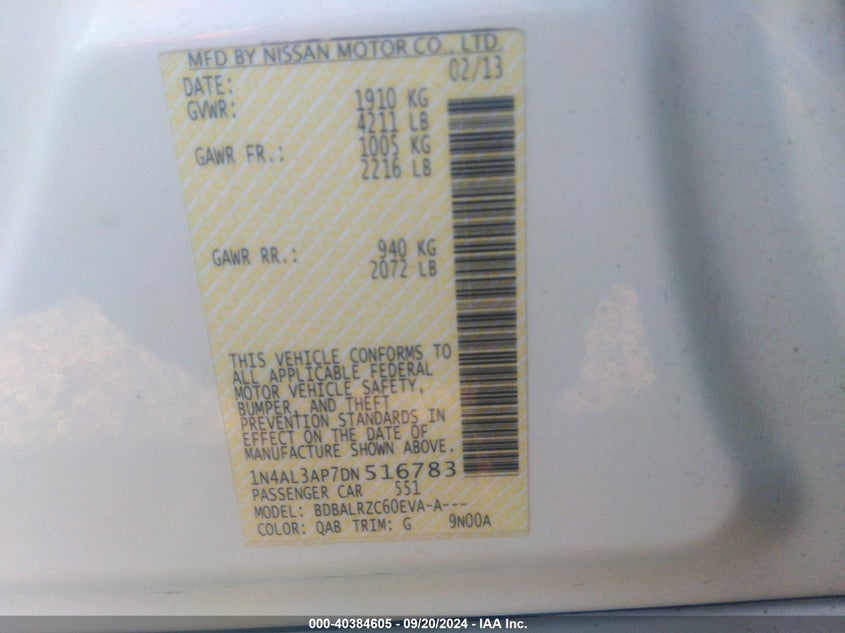 MFD BY NISSAN MOTOR CO., LTD.
DATE: 02/13
GVWR: 1910 KG
4211 LB
GAWR FR.: 1005 KG
2216 LB
GAWR RR.: 940 KG
2072 LB
THIS VEHICLE CONFORMS TO
ALL APPLICABLE FEDERAL
MOTOR VEHICLE SAFETY,
BUMPER, AND THEFT
PREVENTION STANDARDS IN
EFFECT ON THE DATE OF
MANUFACTURE SHOWN ABOVE.
1N4AL3AP7DN516783
PASSENGER CAR 551
MODEL: BDBALRZC60EVA-A---
COLOR: QAB TRIM: G 9N00A
000-40384605 - 09/20/2024 - IAA Inc.